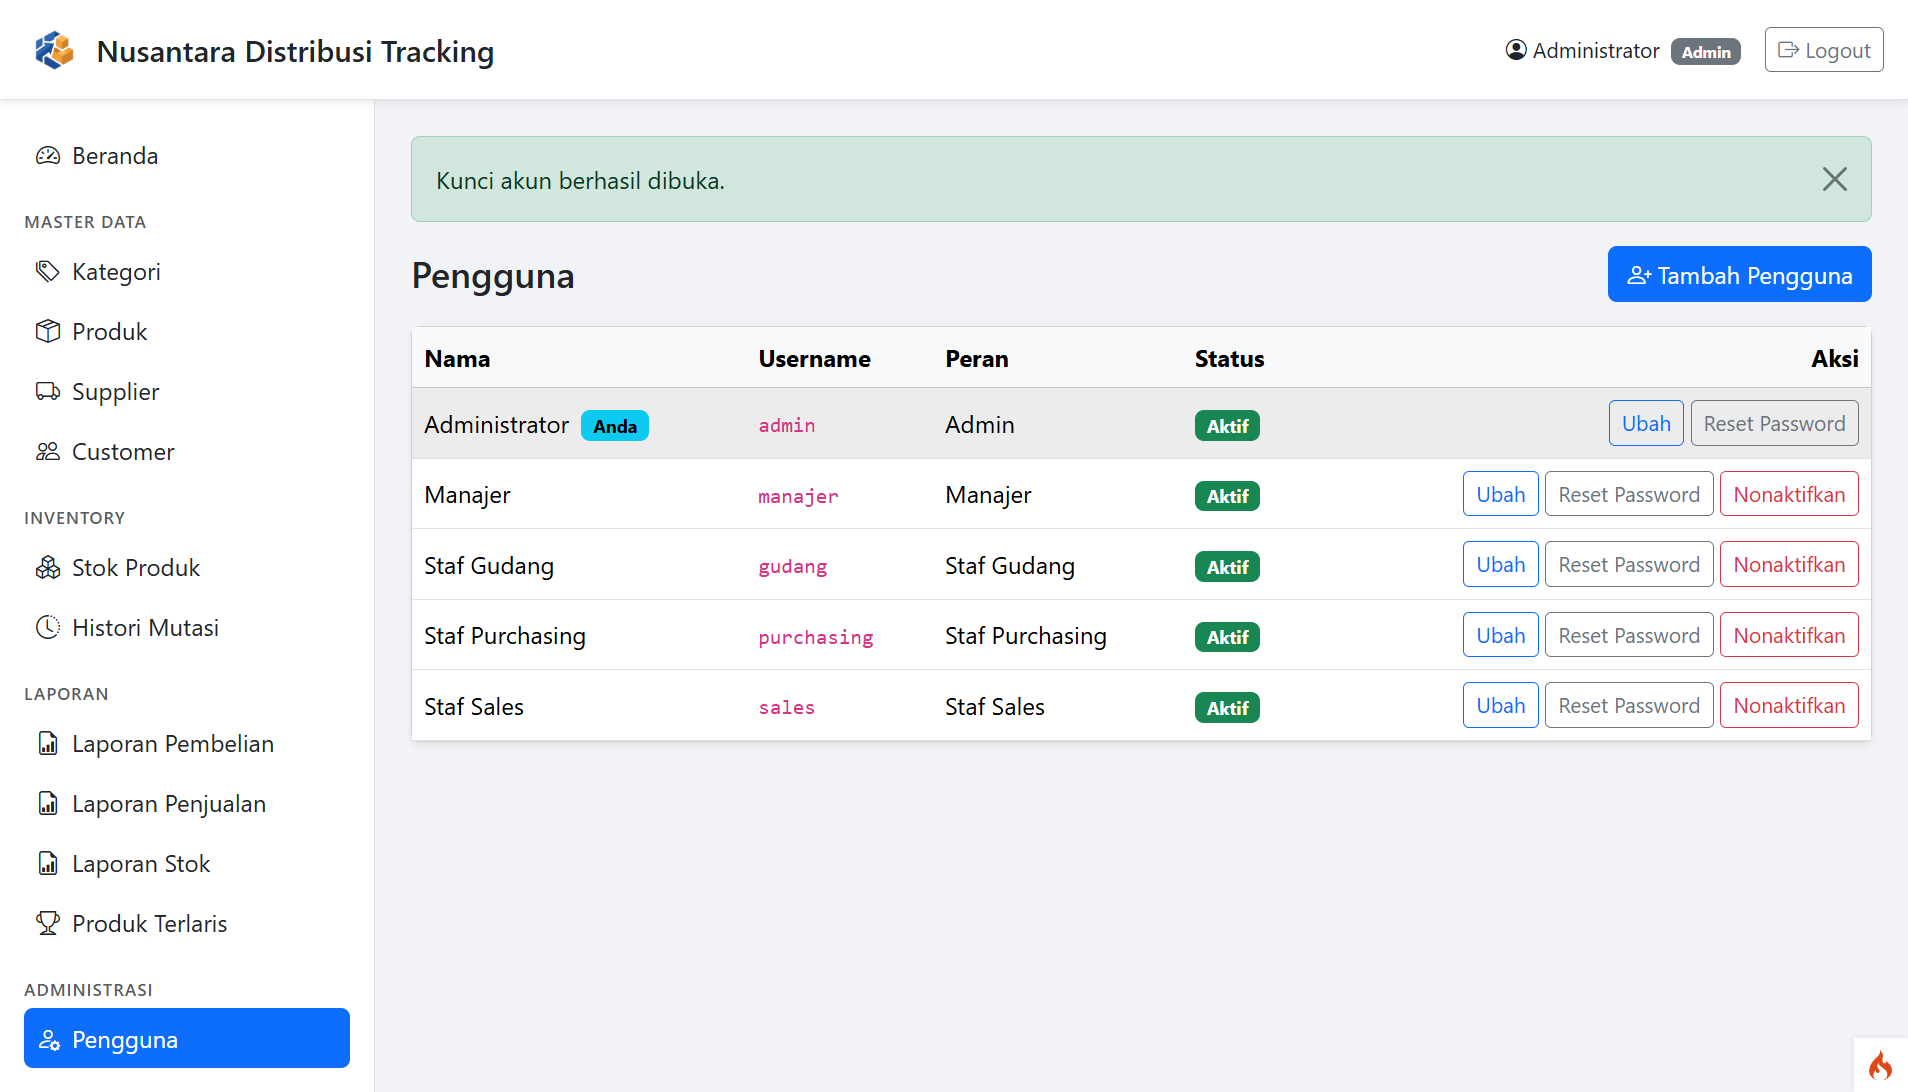 Nusantara Distribusi Tracking
Administrator Admin Logout
Beranda
MASTER DATA
Kategori
Produk
Supplier
Customer
INVENTORY
Stok Produk
Histori Mutasi
LAPORAN
Laporan Pembelian
Laporan Penjualan
Laporan Stok
Produk Terlaris
ADMINISTRASI
Pengguna
Kunci akun berhasil dibuka.
Pengguna
Tambah Pengguna
Nama Username Peran Status Aksi
Administrator Anda admin Admin Aktif Ubah Reset Password
Manajer manajer Manajer Aktif Ubah Reset Password Nonaktifkan
Staf Gudang gudang Staf Gudang Aktif Ubah Reset Password Nonaktifkan
Staf Purchasing purchasing Staf Purchasing Aktif Ubah Reset Password Nonaktifkan
Staf Sales sales Staf Sales Aktif Ubah Reset Password Nonaktifkan